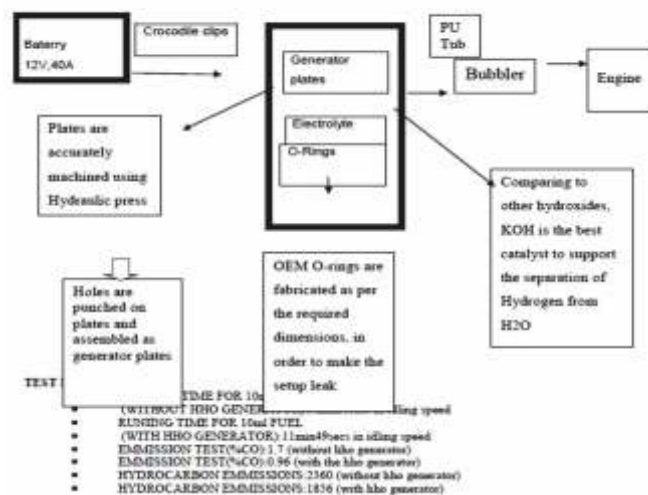 Baterry
12V,40A
Crocodile clips
Generator
plates
Electrolyte
O-Rings
PU
Tub
Bubbler
Engine
Plates are
accurately
machined using
Hydraulic press
Comparing to
other hydroxides,
KOH is the best
catalyst to support
the separation of
Hydrogen from
H2O
Holes are
punched on
plates and
assembled as
generator plates
OEM O-rings are
fabricated as per
the required
dimensions, in
order to make the
setup leak
TEST
TIME FOR 10m
(WITHOUT HHO GENER in idling speed
RUNING TIME FOR 10ml FUEL
(WITH HHO GENERATOR):11min49secs in idling speed
EMMISSION TEST(%CO):1.7 (without hho generator)
EMMISSION TEST(%CO):0.96 (with the hho generator)
HYDROCARBON EMMISSIONS:2360 (without hho generator)
HYDROCARBON EMMISSIONS:1836 (with hho generator)